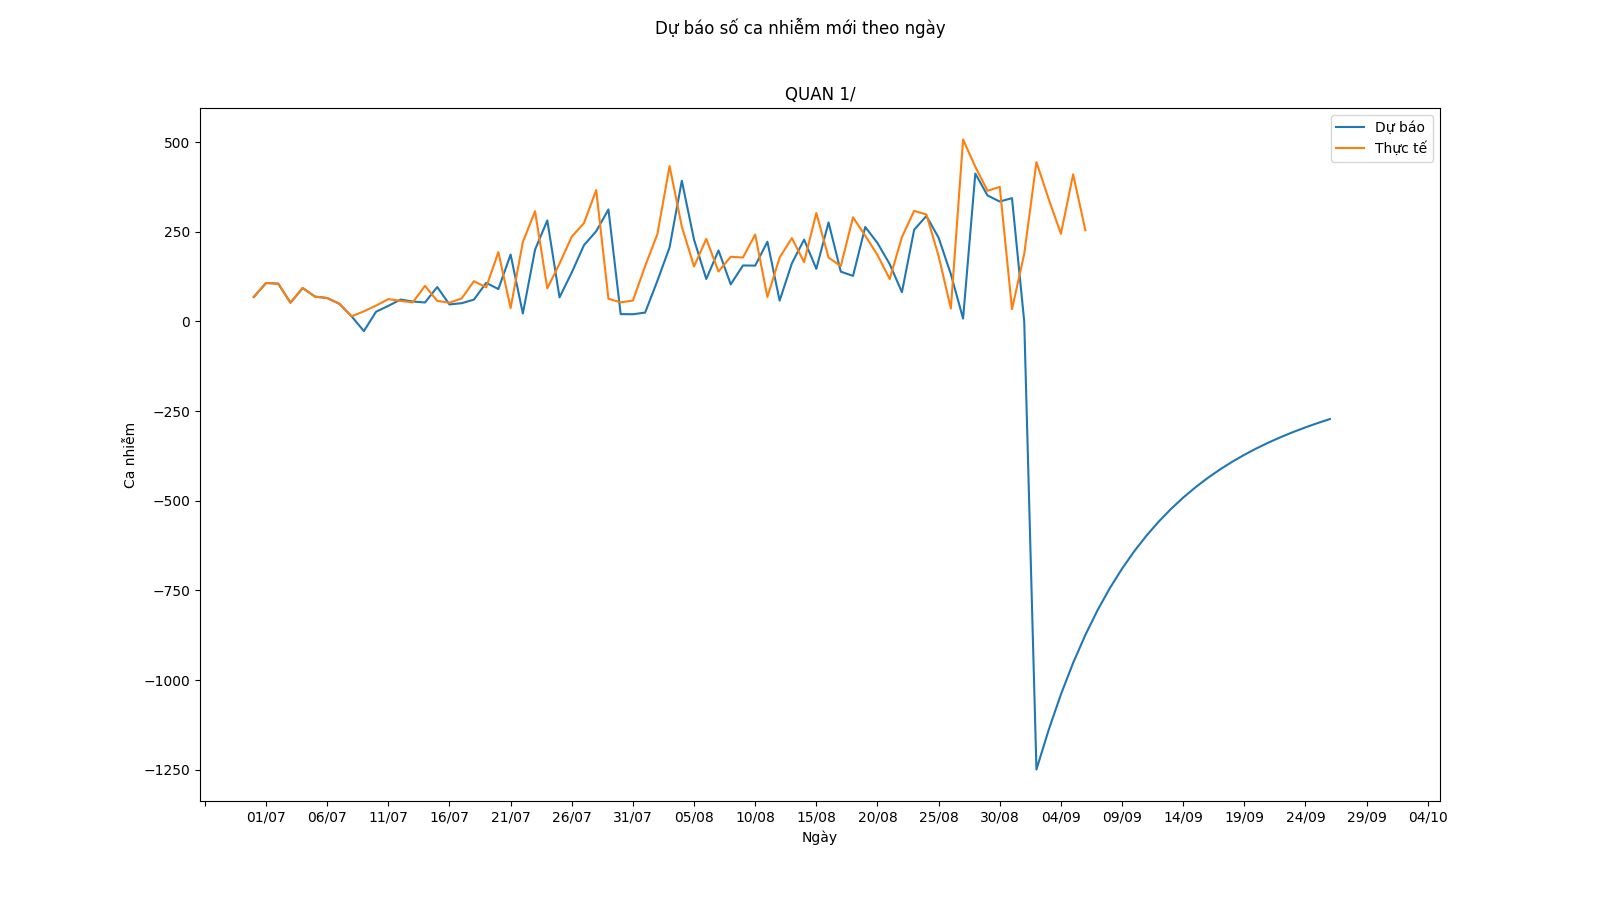 Dự báo số ca nhiễm mới theo ngày
QUAN 1/
Dự báo
Thực tế
500
250
0
−250
−500
−750
−1000
−1250
Ca nhiễm
01/07 06/07 11/07 16/07 21/07 26/07 31/07 05/08 10/08 15/08 20/08 25/08 30/08 04/09 09/09 14/09 19/09 24/09 29/09 04/10
Ngày